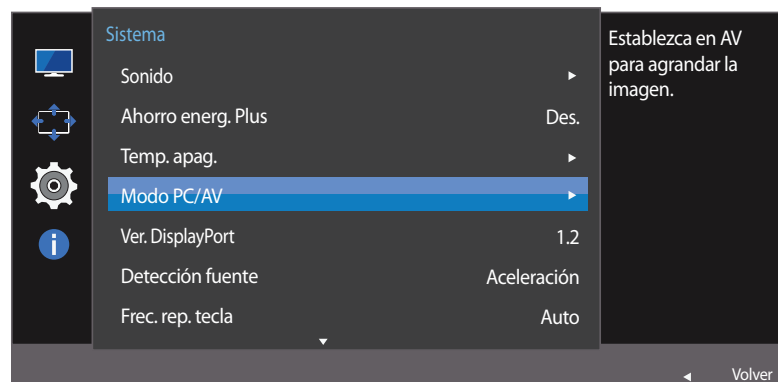 Sistema
Sonido
Ahorro energ. Plus Des.
Temp. apag.
Modo PC/AV
Ver. DisplayPort 1.2
Detección fuente Aceleración
Frec. rep. tecla Auto
Establezca en AV
para agrandar la
imagen.
Volver